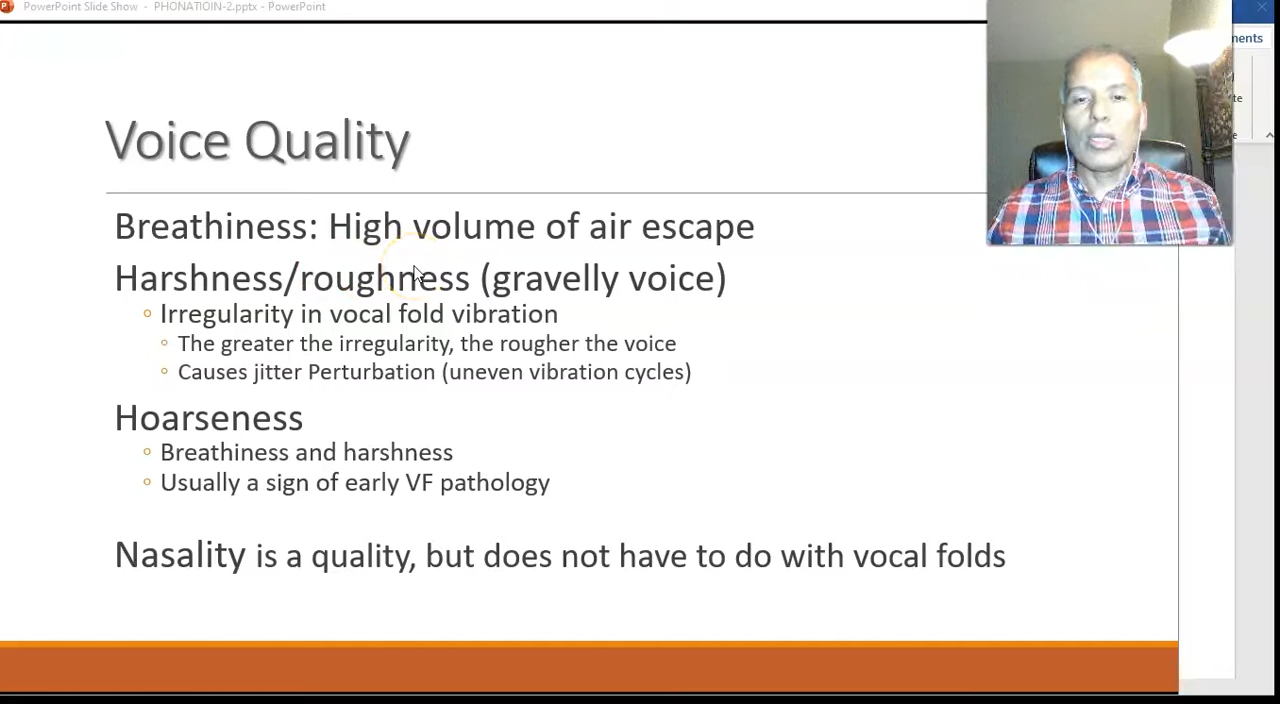 PowerPoint Slide Show - PHONATIOIN-2.pptx - PowerPoint
Voice Quality
Breathiness: High volume of air escape
Harshness/roughness (gravelly voice)
◦ Irregularity in vocal fold vibration
◦ The greater the irregularity, the rougher the voice
◦ Causes jitter Perturbation (uneven vibration cycles)
Hoarseness
◦ Breathiness and harshness
◦ Usually a sign of early VF pathology
Nasality is a quality, but does not have to do with vocal folds